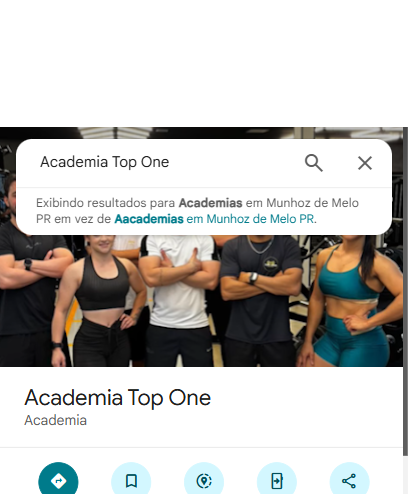 Academia Top One
Exibindo resultados para Academias em Munhoz de Melo
PR em vez de Aacademias em Munhoz de Melo PR.
Academia Top One
Academia